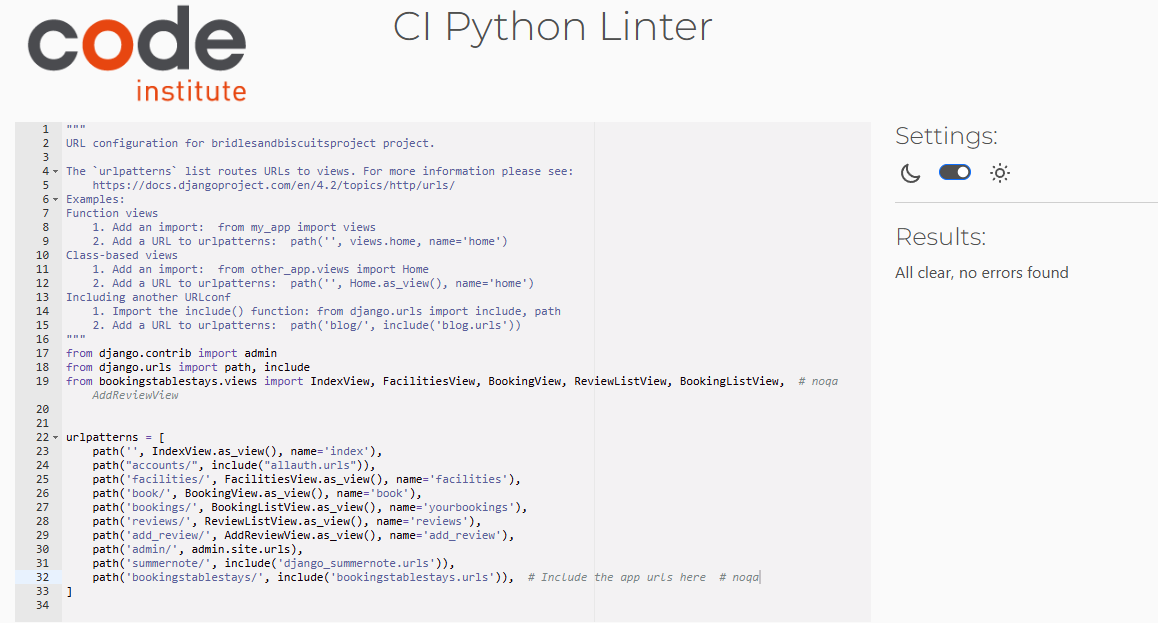 code
institute
CI Python Linter
1 """
2 URL configuration for bridlesandbiscuitsproject project.
3
4 The `urlpatterns` list routes URLs to views. For more information please see:
5     https://docs.djangoproject.com/en/4.2/topics/http/urls/
6 Examples:
7 Function views
8     1. Add an import:  from my_app import views
9     2. Add a URL to urlpatterns:  path('', views.home, name='home')
10 Class-based views
11     1. Add an import:  from other_app.views import Home
12     2. Add a URL to urlpatterns:  path('', Home.as_view(), name='home')
13 Including another URLconf
14     1. Import the include() function: from django.urls import include, path
15     2. Add a URL to urlpatterns:  path('blog/', include('blog.urls'))
16 """
17 from django.contrib import admin
18 from django.urls import path, include
19 from bookingstablestays.views import IndexView, FacilitiesView, BookingView, ReviewListView, BookingListView,  # noqa
AddReviewView
20
21
22 urlpatterns = [
23     path('', IndexView.as_view(), name='index'),
24     path("accounts/", include("allauth.urls")),
25     path('facilities/', FacilitiesView.as_view(), name='facilities'),
26     path('book/', BookingView.as_view(), name='book'),
27     path('bookings/', BookingListView.as_view(), name='yourbookings'),
28     path('reviews/', ReviewListView.as_view(), name='reviews'),
29     path('add_review/', AddReviewView.as_view(), name='add_review'),
30     path('admin/', admin.site.urls),
31     path('summernote/', include('django_summernote.urls')),
32     path('bookingstablestays/', include('bookingstablestays.urls')),  # Include the app urls here  # noqa
33 ]
34
Settings:
Results:
All clear, no errors found